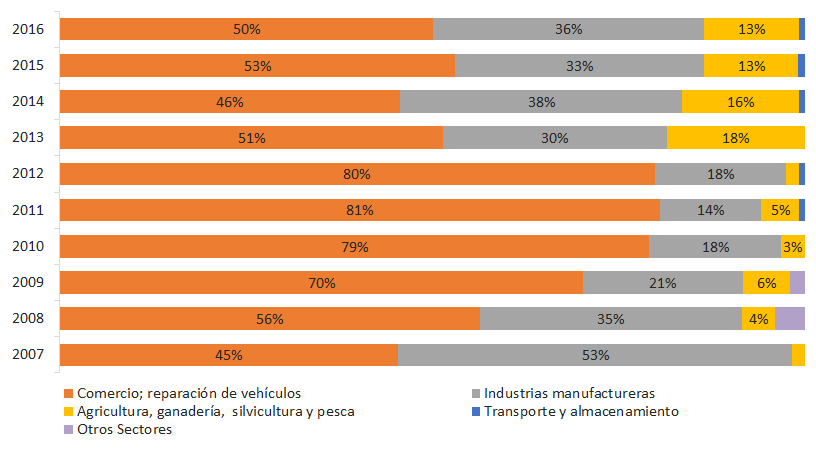 2016 50% 36% 13%
2015 53% 33% 13%
2014 46% 38% 16%
2013 51% 30% 18%
2012 80% 18%
2011 81% 14% 5%
2010 79% 18% 3%
2009 70% 21% 6%
2008 56% 35% 4%
2007 45% 53%
Comercio; reparación de vehículos Industrias manufactureras
Agricultura, ganadería, silvicultura y pesca Transporte y almacenamiento
Otros Sectores